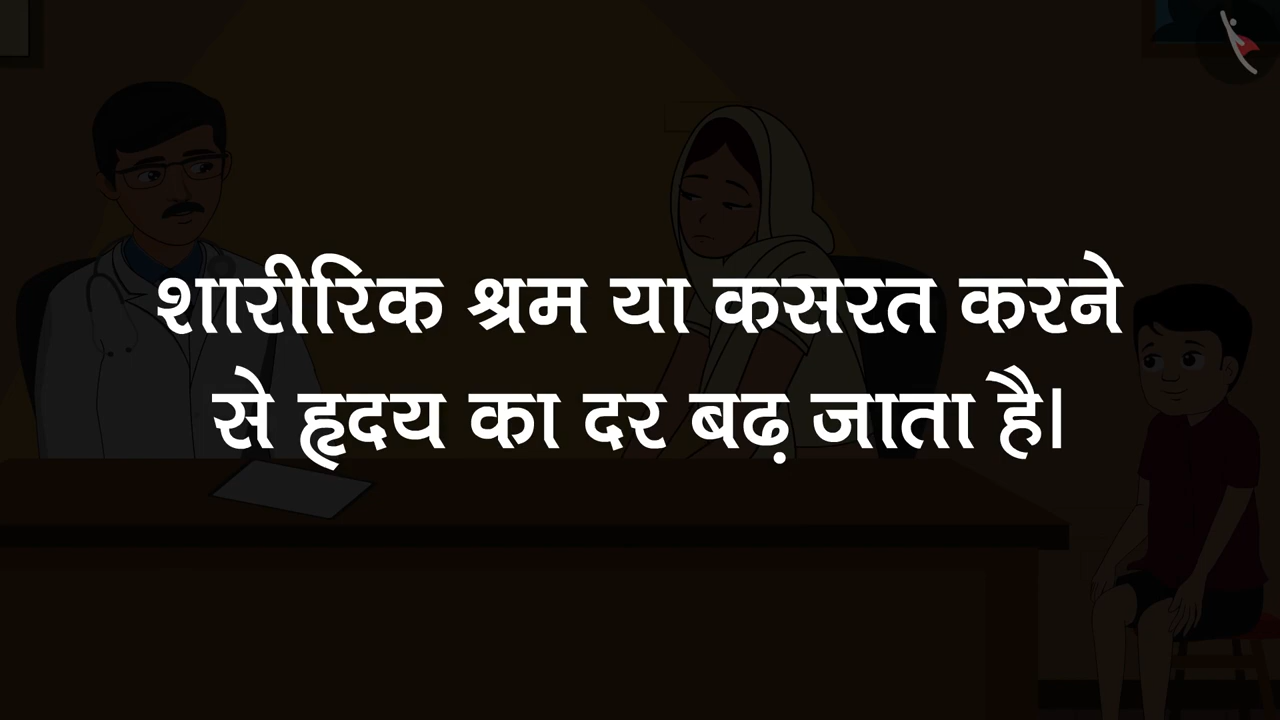 शारीरिक श्रम या कसरत करने
से हृदय का दर बढ़ जाता है।